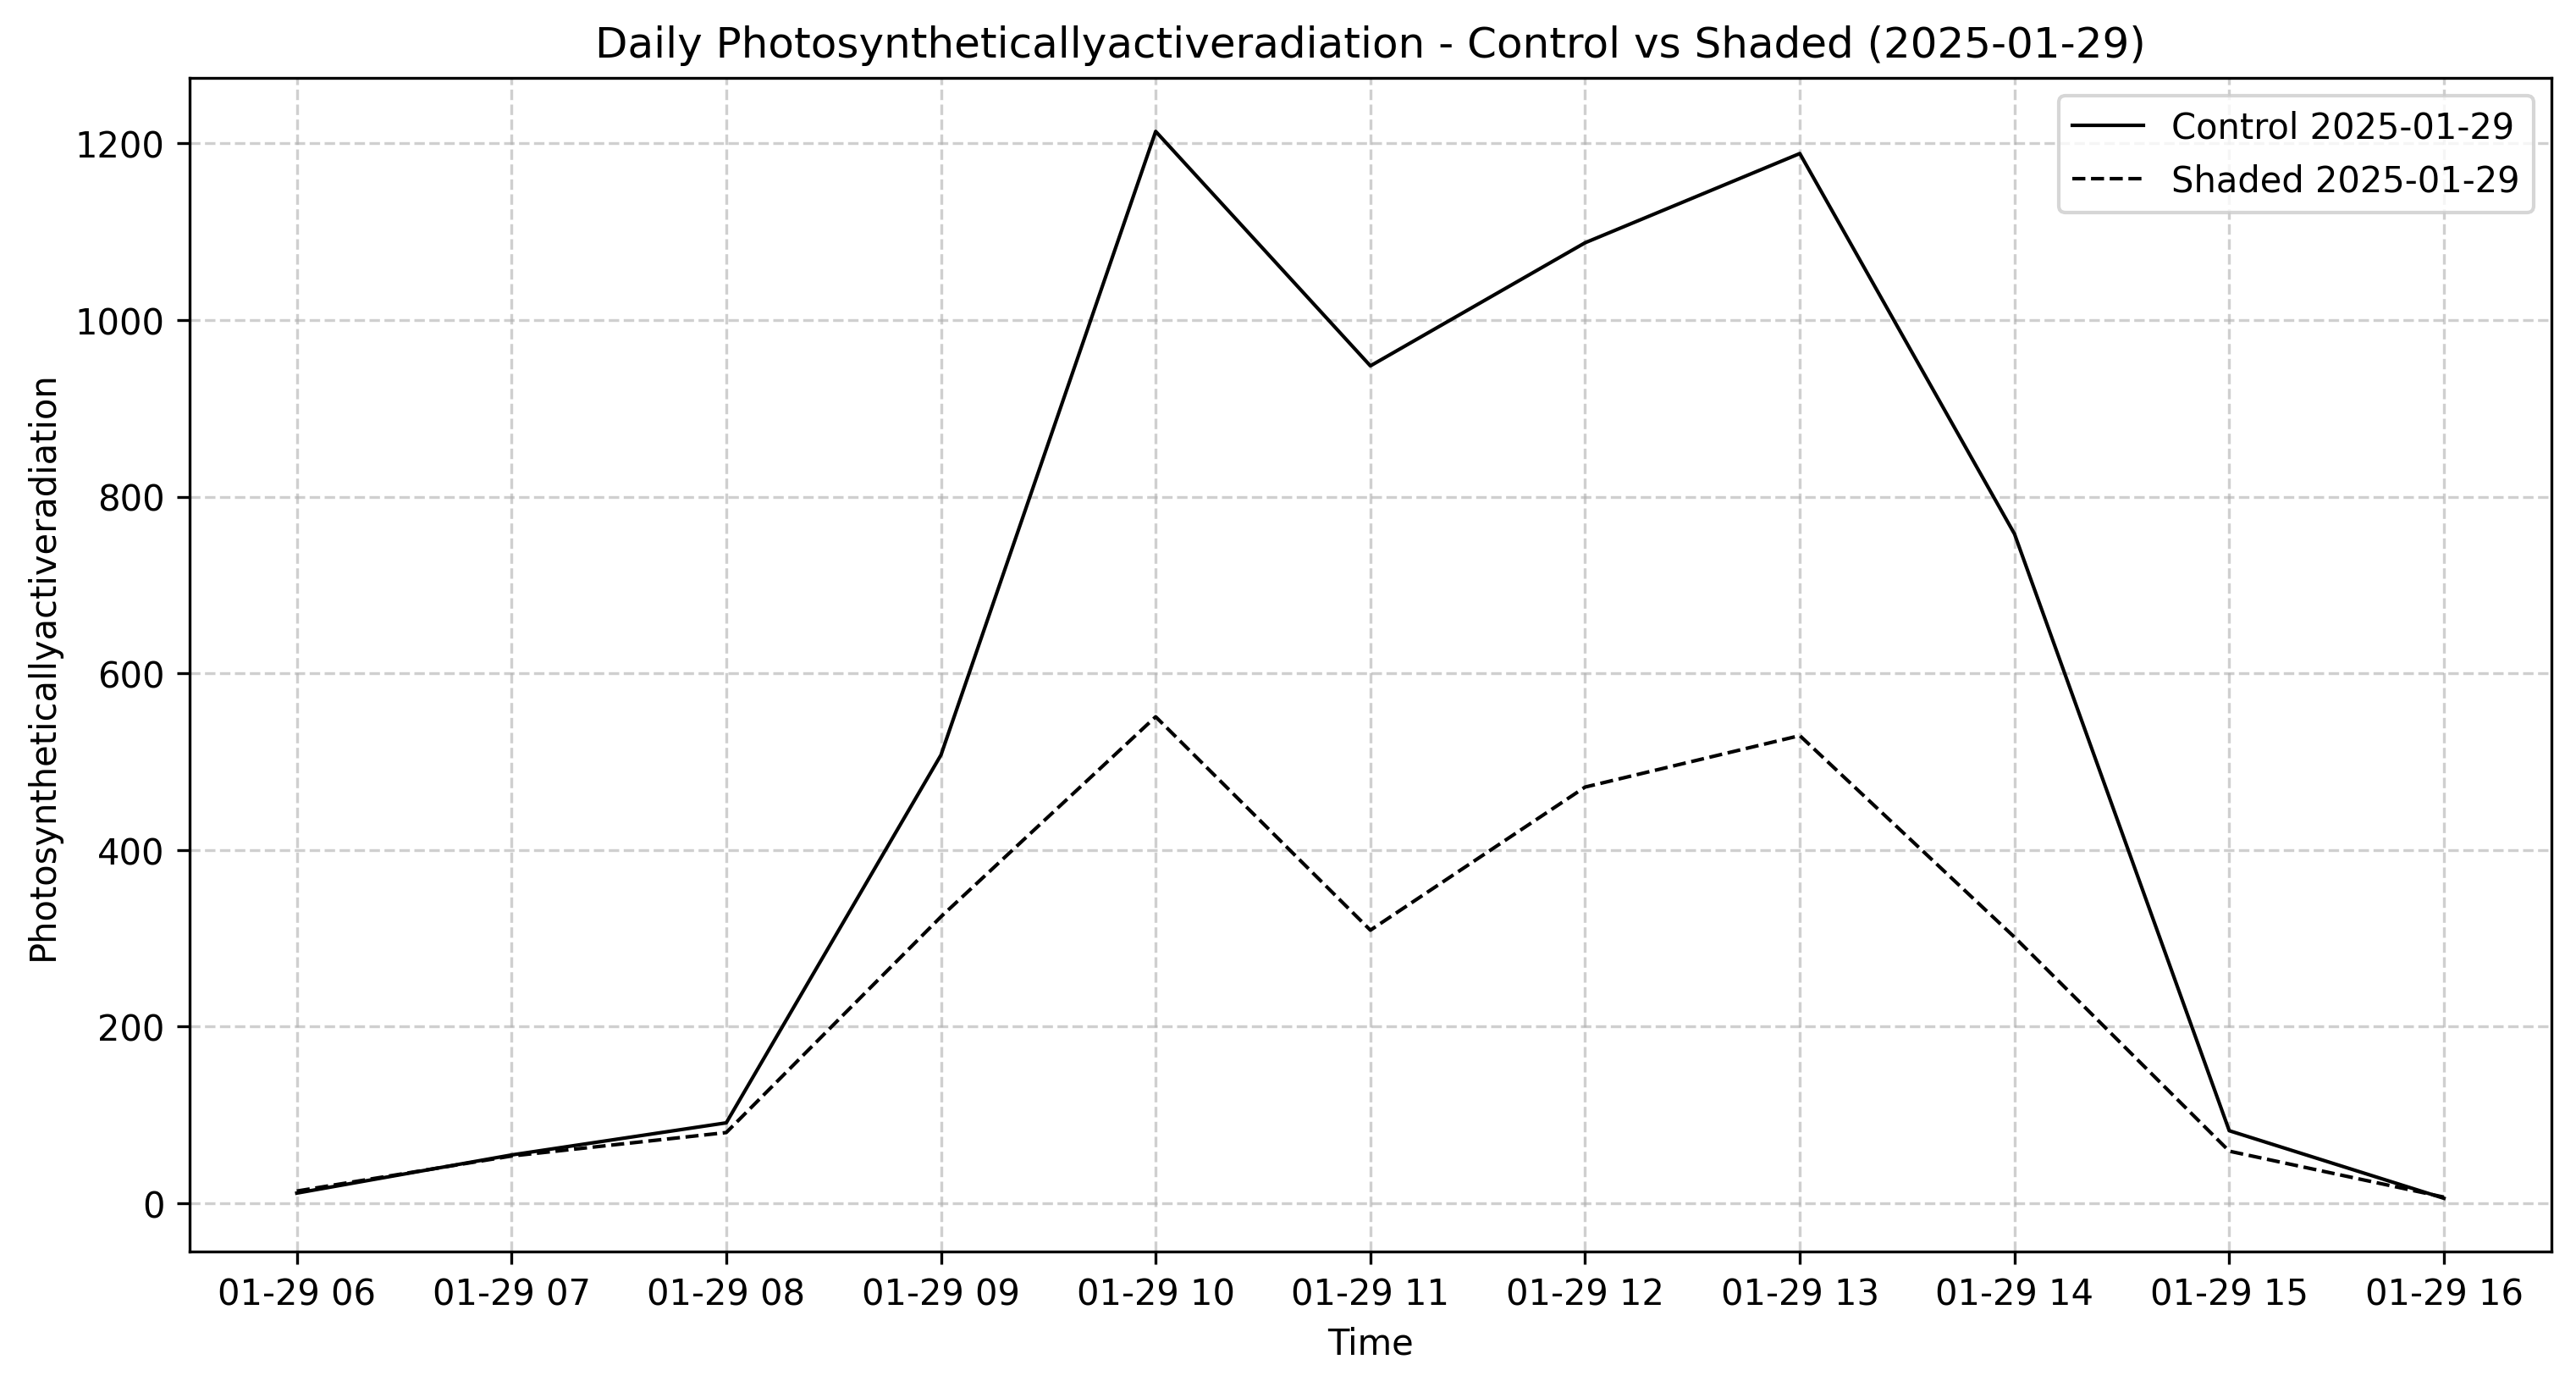 Daily Photosyntheticallyactiveradiation - Control vs Shaded (2025-01-29)
Control 2025-01-29
Shaded 2025-01-29
Photosyntheticallyactiveradiation
1200
1000
800
600
400
200
0
01-29 06 01-29 07 01-29 08 01-29 09 01-29 10 01-29 11 01-29 12 01-29 13 01-29 14 01-29 15 01-29 16
Time